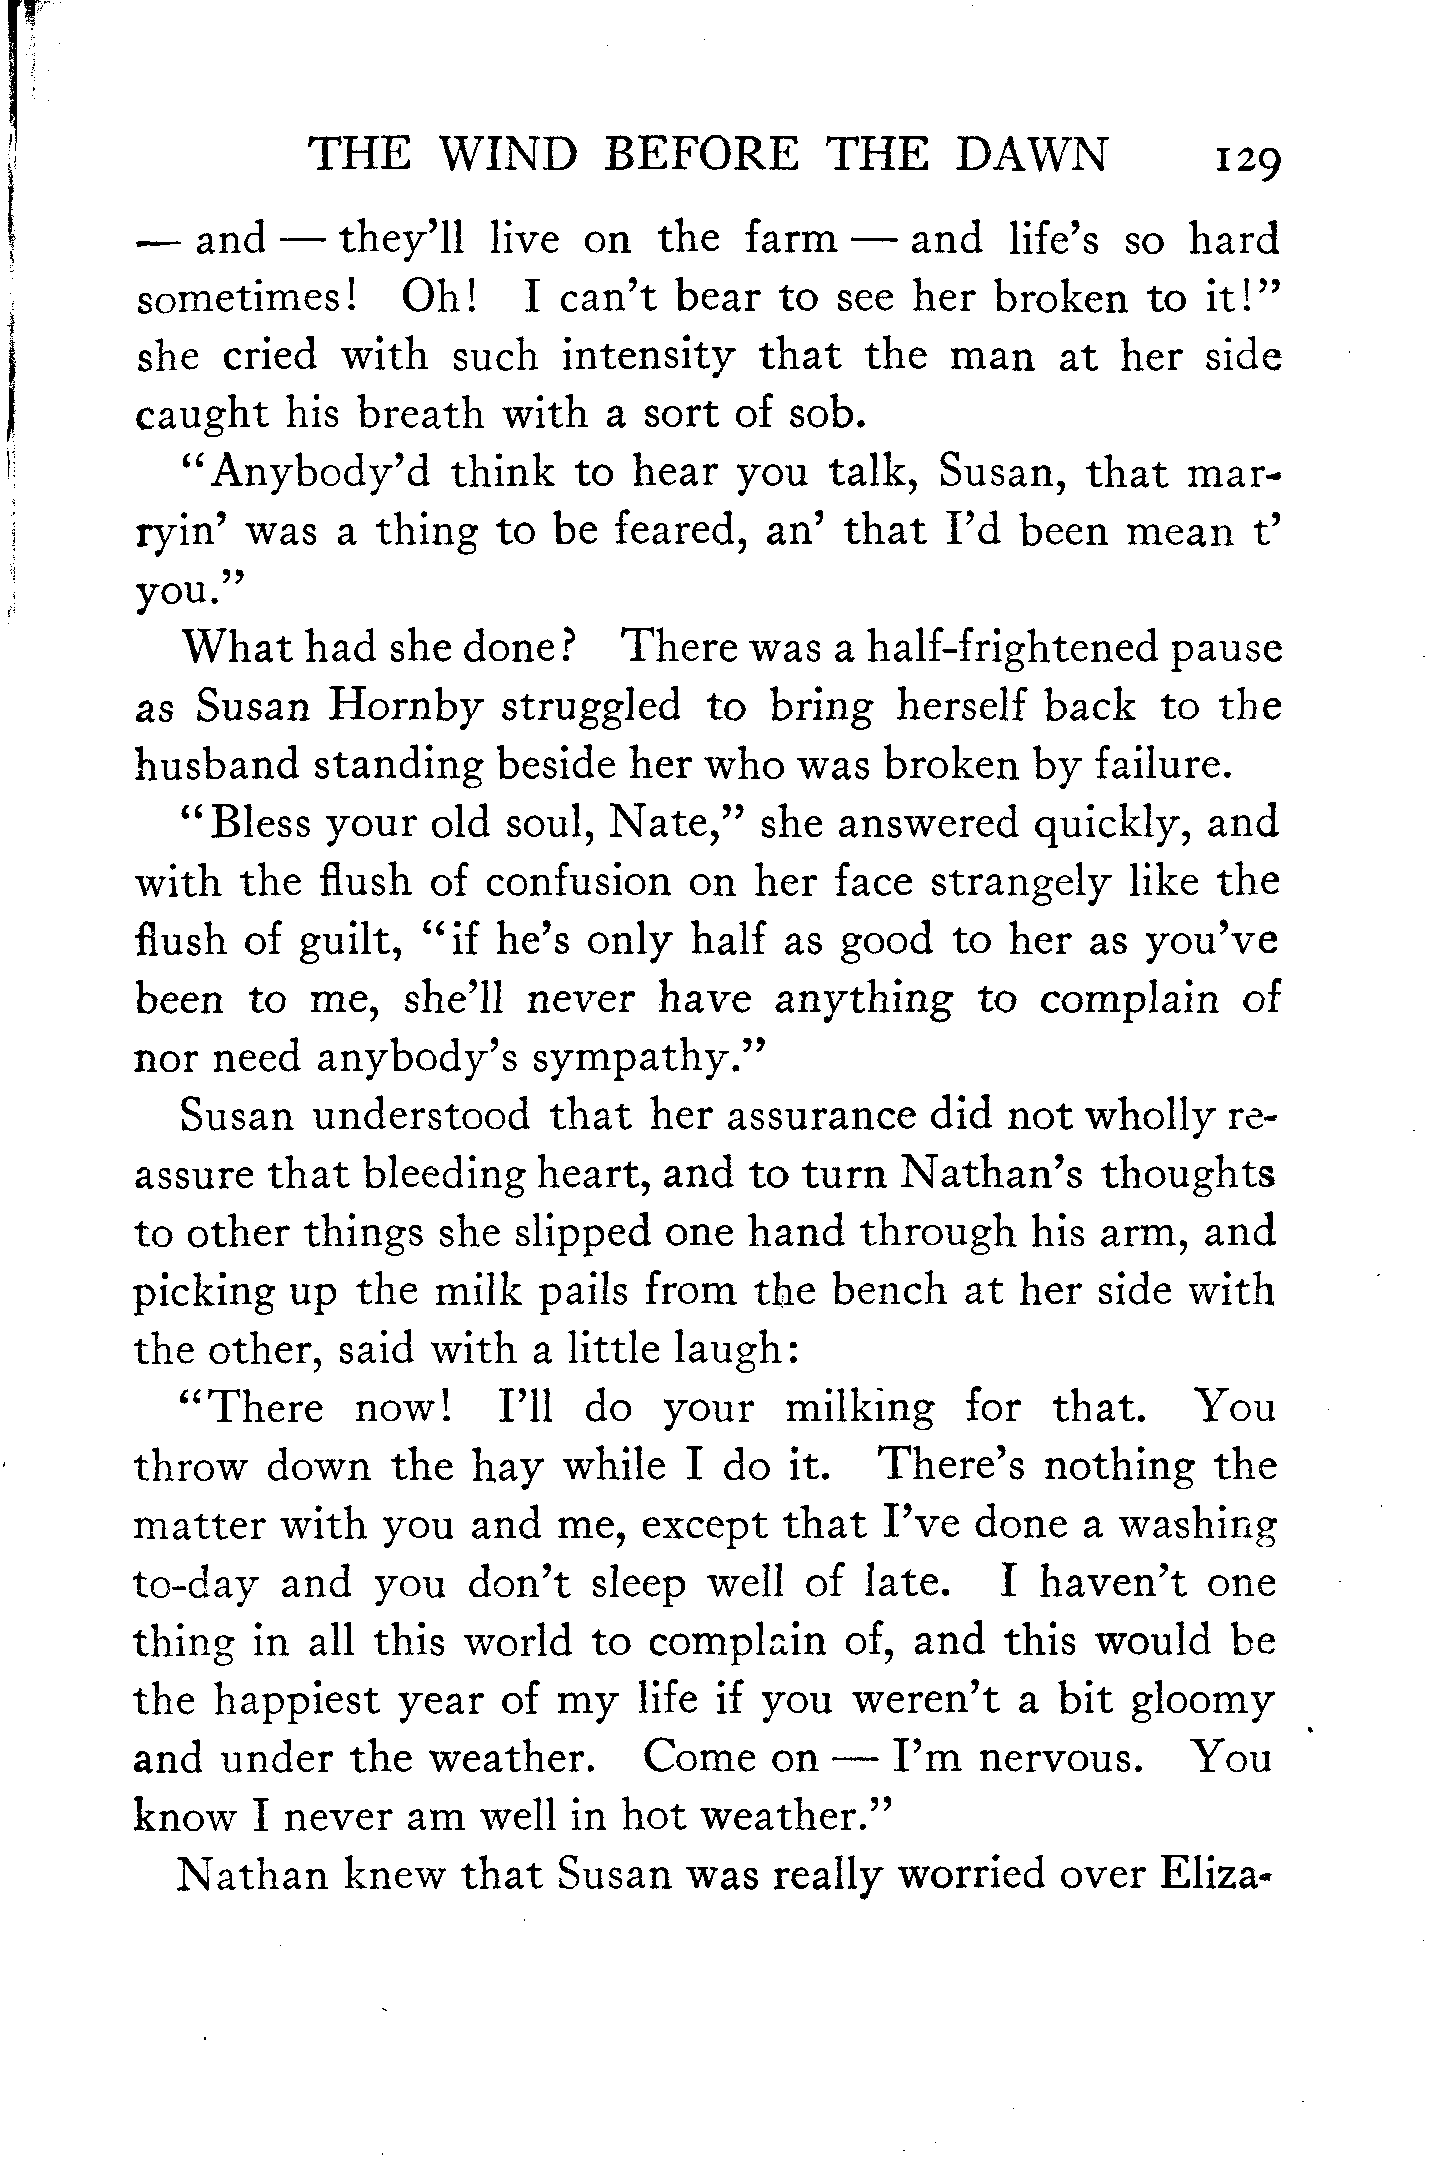 THE WIND BEFORE THE DAWN 129
— and — they'll live on the farm — and life's so hard
sometimes! Oh! I can't bear to see her broken to it!"
she cried with such intensity that the man at her side
caught his breath with a sort of sob.
"Anybody'd think to hear you talk, Susan, that mar-
ryin' was a thing to be feared, an' that I'd been mean t'
you."
What had she done? There was a half-frightened pause
as Susan Hornby struggled to bring herself back to the
husband standing beside her who was broken by failure.
"Bless your old soul, Nate," she answered quickly, and
with the flush of confusion on her face strangely like the
flush of guilt, "if he's only half as good to her as you've
been to me, she'll never have anything to complain of
nor need anybody's sympathy."
Susan understood that her assurance did not wholly re-
assure that bleeding heart, and to turn Nathan's thoughts
to other things she slipped one hand through his arm, and
picking up the milk pails from the bench at her side with
the other, said with a little laugh:
"There now! I'll do your milking for that. You
throw down the hay while I do it. There's nothing the
matter with you and me, except that I've done a washing
to-day and you don't sleep well of late. I haven't one
thing in all this world to complain of, and this would be
the happiest year of my life if you weren't a bit gloomy
and under the weather. Come on — I'm nervous. You
know I never am well in hot weather."
Nathan knew that Susan was really worried over Eliza-